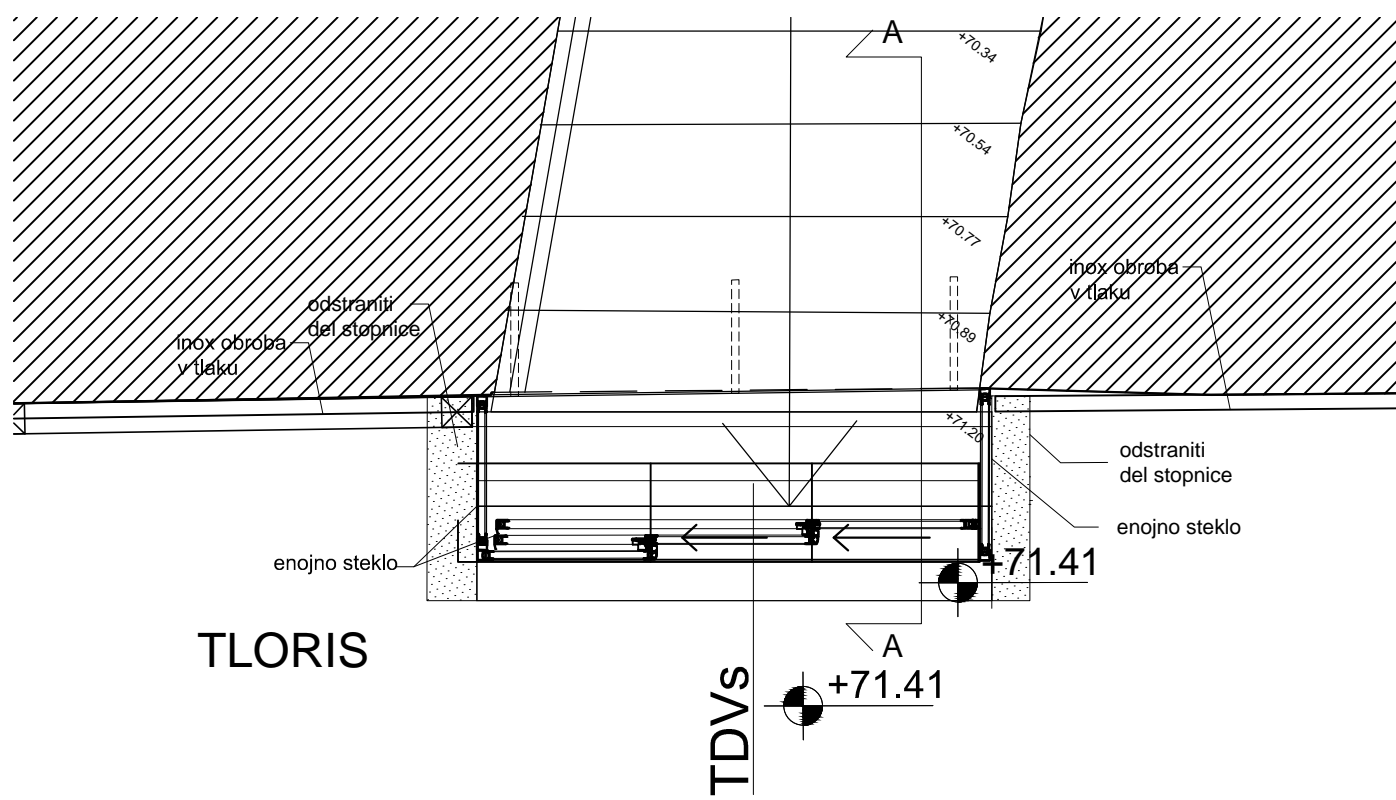 A
+70.34
+70.54
+70.77
inox obroba
v tlaku
odstraniti
del stopnice
+70.89
inox obroba
v tlaku
+71.20
odstraniti
del stopnice
enojno steklo
enojno steklo
+71.41
TLORIS
A
+71.41
TDVs